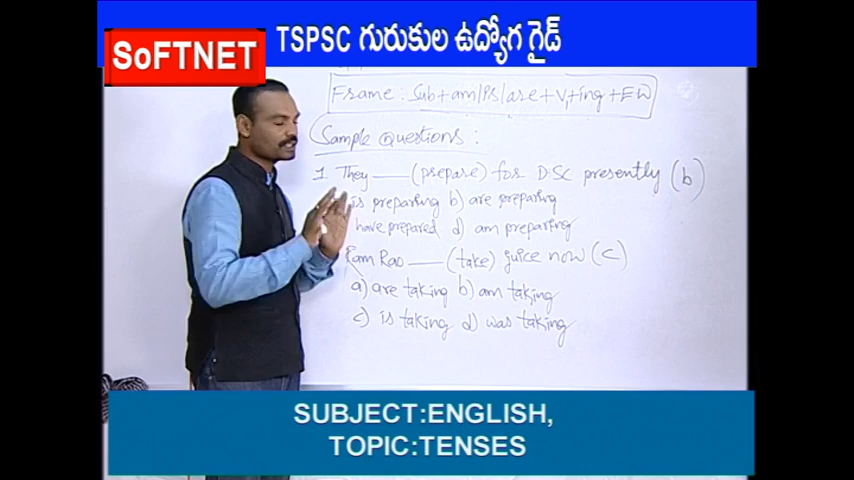 TSPSC గురుకుల ఉద్యోగ గైడ్
SoFTNET
Frame : Sub+am/is/are+V1+ing+EW
Sample Questions :
1. They ___ (prepare) for DSC presently (b)
is preparing b) are preparing
have prepared d) am preparing
Ram Rao ___ (take) juice now (c)
a) are taking b) am taking
c) is taking d) was taking
SUBJECT:ENGLISH,
TOPIC:TENSES